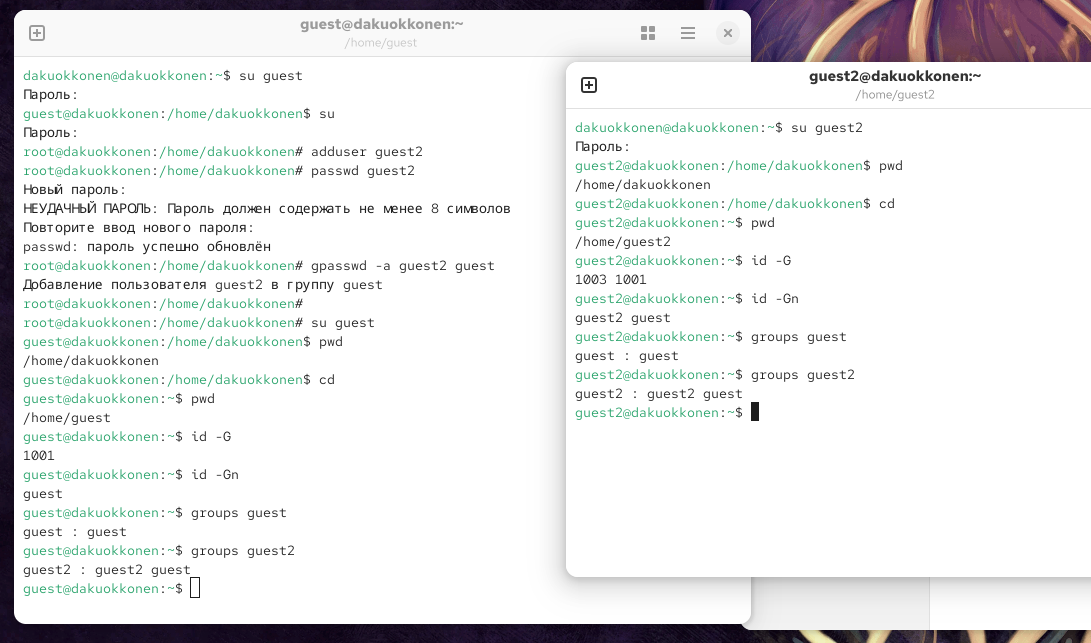 guest@dakuokkonen:~
/home/guest
dakuokkonen@dakuokkonen:~$ su guest
Пароль:
guest@dakuokkonen:/home/dakuokkonen$ su
Пароль:
root@dakuokkonen:/home/dakuokkonen# adduser guest2
root@dakuokkonen:/home/dakuokkonen# passwd guest2
Новый пароль:
НЕУДАЧНЫЙ ПАРОЛЬ: Пароль должен содержать не менее 8 символов
Повторите ввод нового пароля:
passwd: пароль успешно обновлён
root@dakuokkonen:/home/dakuokkonen# gpasswd -a guest2 guest
Добавление пользователя guest2 в группу guest
root@dakuokkonen:/home/dakuokkonen#
root@dakuokkonen:/home/dakuokkonen# su guest
guest@dakuokkonen:/home/dakuokkonen$ pwd
/home/dakuokkonen
guest@dakuokkonen:/home/dakuokkonen$ cd
guest@dakuokkonen:~$ pwd
/home/guest
guest@dakuokkonen:~$ id -G
1001
guest@dakuokkonen:~$ id -Gn
guest
guest@dakuokkonen:~$ groups guest
guest : guest
guest@dakuokkonen:~$ groups guest2
guest2 : guest2 guest
guest@dakuokkonen:~$
guest2@dakuokkonen:~
/home/guest2
dakuokkonen@dakuokkonen:~$ su guest2
Пароль:
guest2@dakuokkonen:/home/dakuokkonen$ pwd
/home/dakuokkonen
guest2@dakuokkonen:/home/dakuokkonen$ cd
guest2@dakuokkonen:~$ pwd
/home/guest2
guest2@dakuokkonen:~$ id -G
1003 1001
guest2@dakuokkonen:~$ id -Gn
guest2 guest
guest2@dakuokkonen:~$ groups guest
guest : guest
guest2@dakuokkonen:~$ groups guest2
guest2 : guest2 guest
guest2@dakuokkonen:~$